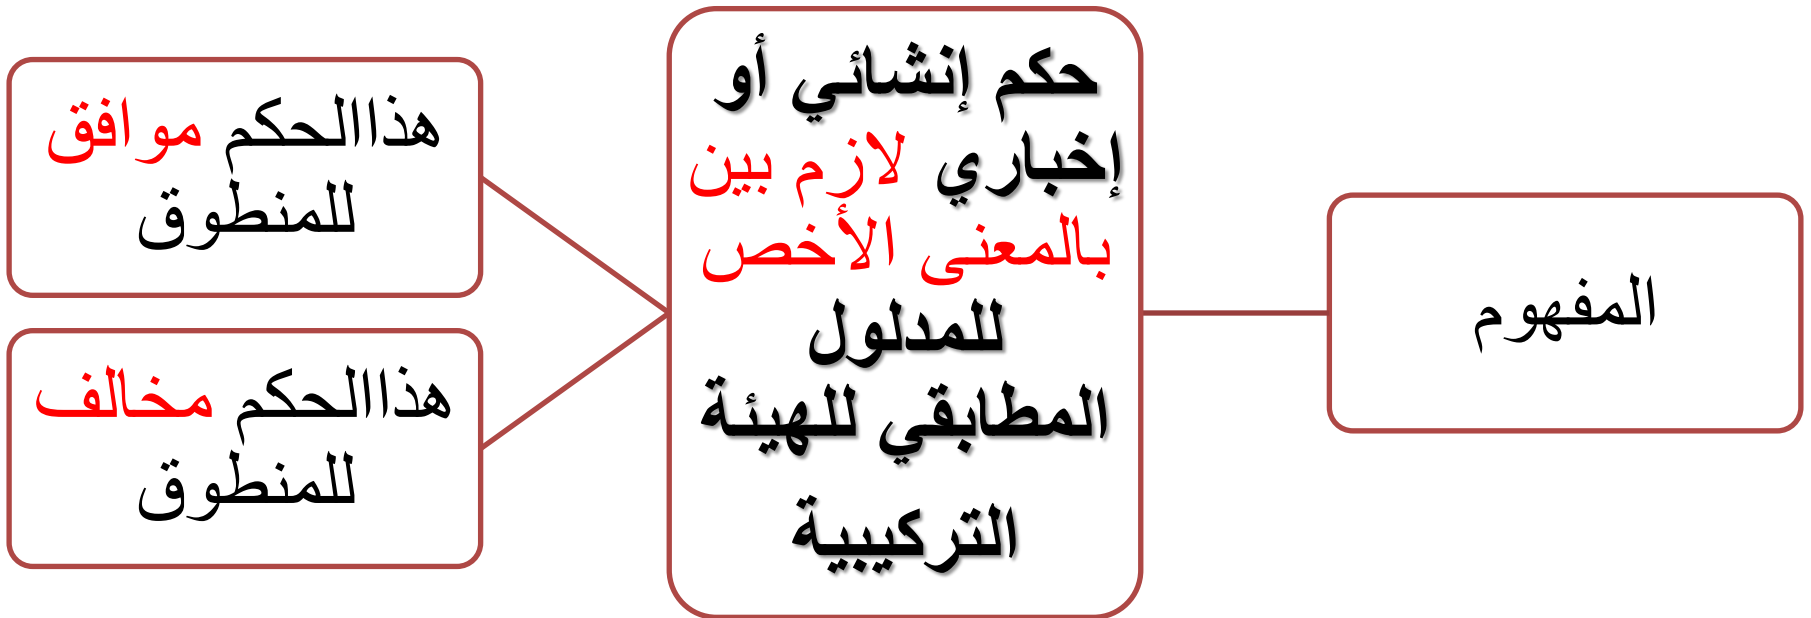 المفهوم
حكم إنشائي أو
إخباري لازم بين
بالمعنى الأخص
للمدلول
المطابقي للهيئة
التركيبية
هذاالحكم موافق
للمنطوق
هذاالحكم مخالف
للمنطوق